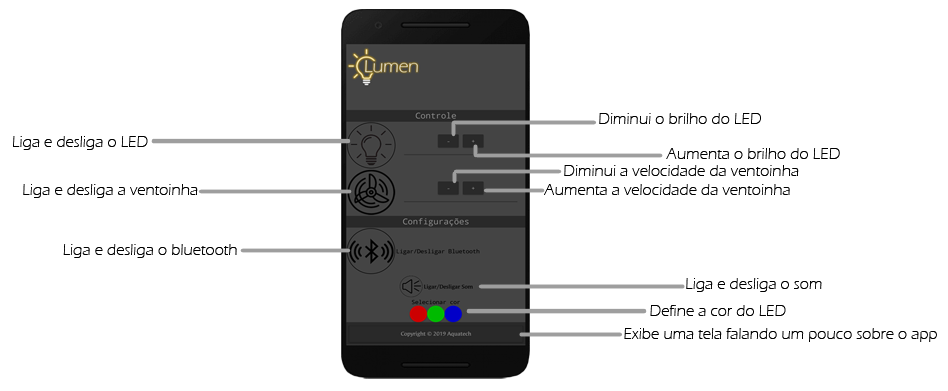 Lumen
Controle
Diminui o brilho do LED
Liga e desliga o LED
Aumenta o brilho do LED
Diminui a velocidade da ventoinha
Liga e desliga a ventoinha
Aumenta a velocidade da ventoinha
Configurações
Liga e desliga o bluetooth
Ligar/Desligar Bluetooth
Ligar/Desligar Som
Liga e desliga o som
Selecionar cor
Define a cor do LED
Copyright © 2019 Aquatech
Exibe uma tela falando um pouco sobre o app